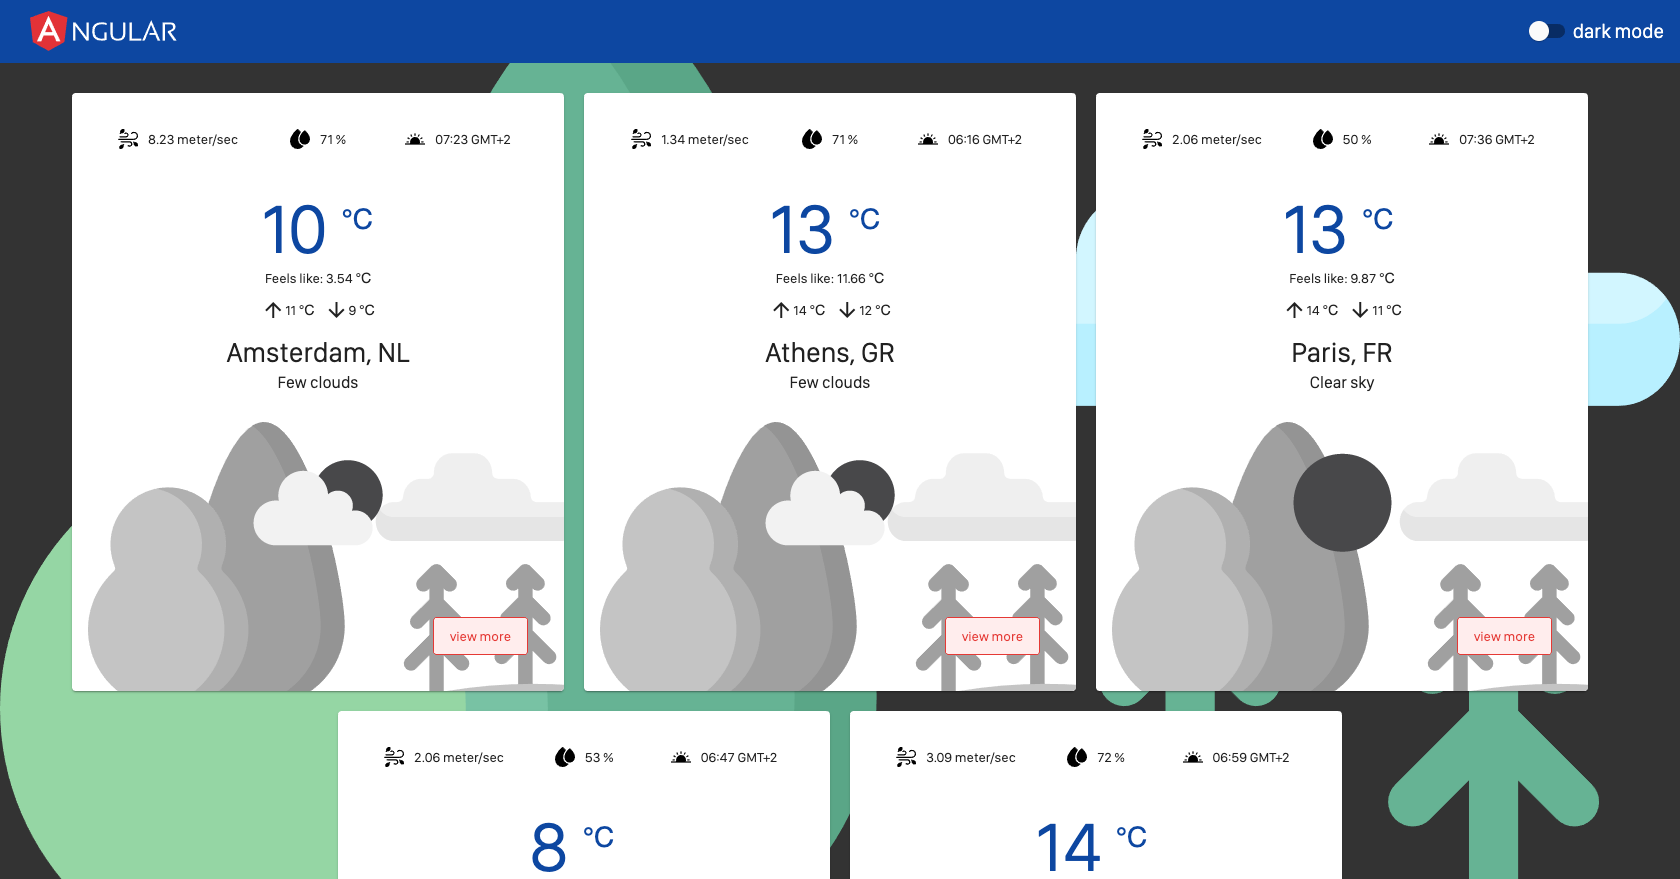 ANGULAR
dark mode
8.23 meter/sec 71 % 07:23 GMT+2
10 °C
Feels like: 3.54 °C
11 °C 9 °C
Amsterdam, NL
Few clouds
view more
1.34 meter/sec 71 % 06:16 GMT+2
13 °C
Feels like: 11.66 °C
14 °C 12 °C
Athens, GR
Few clouds
view more
2.06 meter/sec 50 % 07:36 GMT+2
13 °C
Feels like: 9.87 °C
14 °C 11 °C
Paris, FR
Clear sky
view more
2.06 meter/sec 53 % 06:47 GMT+2
8 °C
3.09 meter/sec 72 % 06:59 GMT+2
14 °C